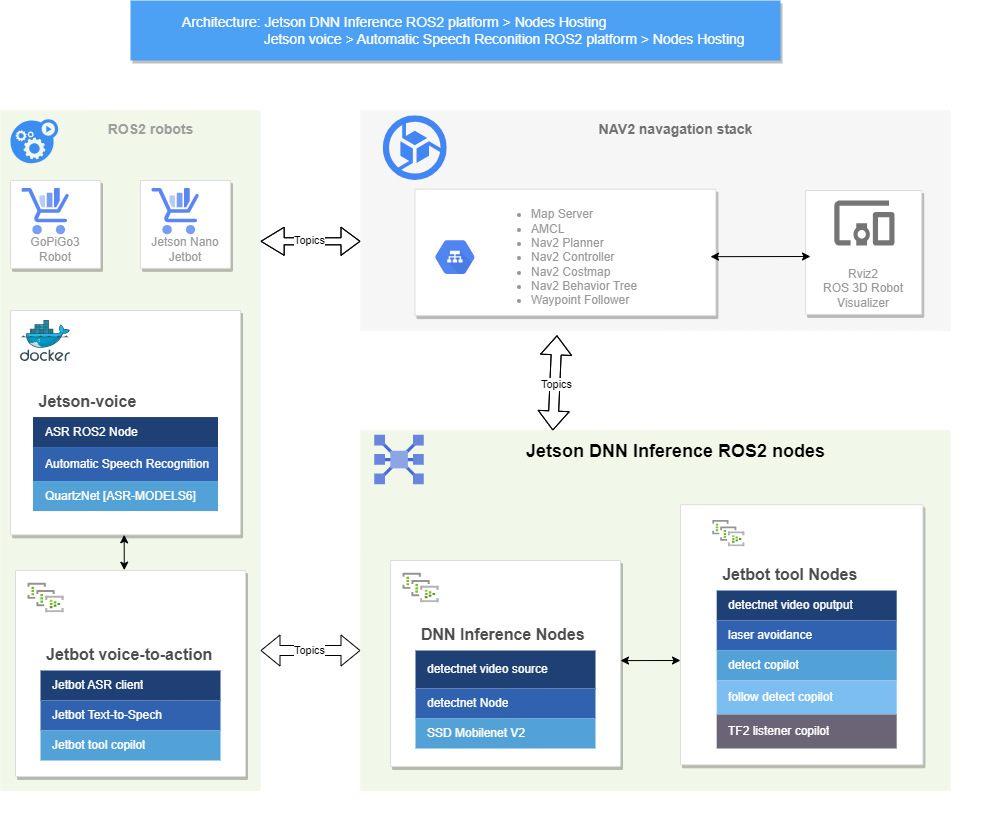 Architecture: Jetson DNN Inference ROS2 platform > Nodes Hosting
Jetson voice > Automatic Speech Reconition ROS2 platform > Nodes Hosting
ROS2 robots
GoPiGo3
Robot
Jetson Nano
Jetbot
Topics
NAV2 navagation stack
Map Server
AMCL
Nav2 Planner
Nav2 Controller
Nav2 Costmap
Nav2 Behavior Tree
Waypoint Follower
Rviz2
ROS 3D Robot
Visualizer
docker
Jetson-voice
ASR ROS2 Node
Automatic Speech Recognition
QuartzNet [ASR-MODELS6]
Topics
Jetson DNN Inference ROS2 nodes
Jetbot voice-to-action
Jetbot ASR client
Jetbot Text-to-Spech
Jetbot tool copilot
Topics
DNN Inference Nodes
detectnet video source
detectnet Node
SSD Mobilenet V2
Jetbot tool Nodes
detectnet video oputput
laser avoidance
detect copilot
follow detect copilot
TF2 listener copilot